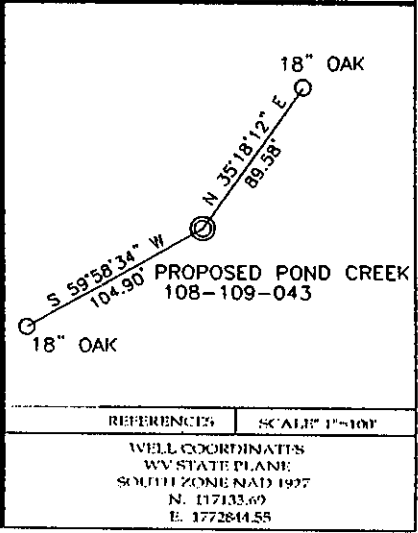 18" OAK
N 35°18'12" E
89.58'
S 59°58'34" W
104.90'
PROPOSED POND CREEK
108-109-043
18" OAK
REFERENCES
SCALE" 1"=100'
WELL COORDINATES
WV STATE PLANE
SOUTH ZONE NAD 1927
N. 117133.69
E. 1772844.55